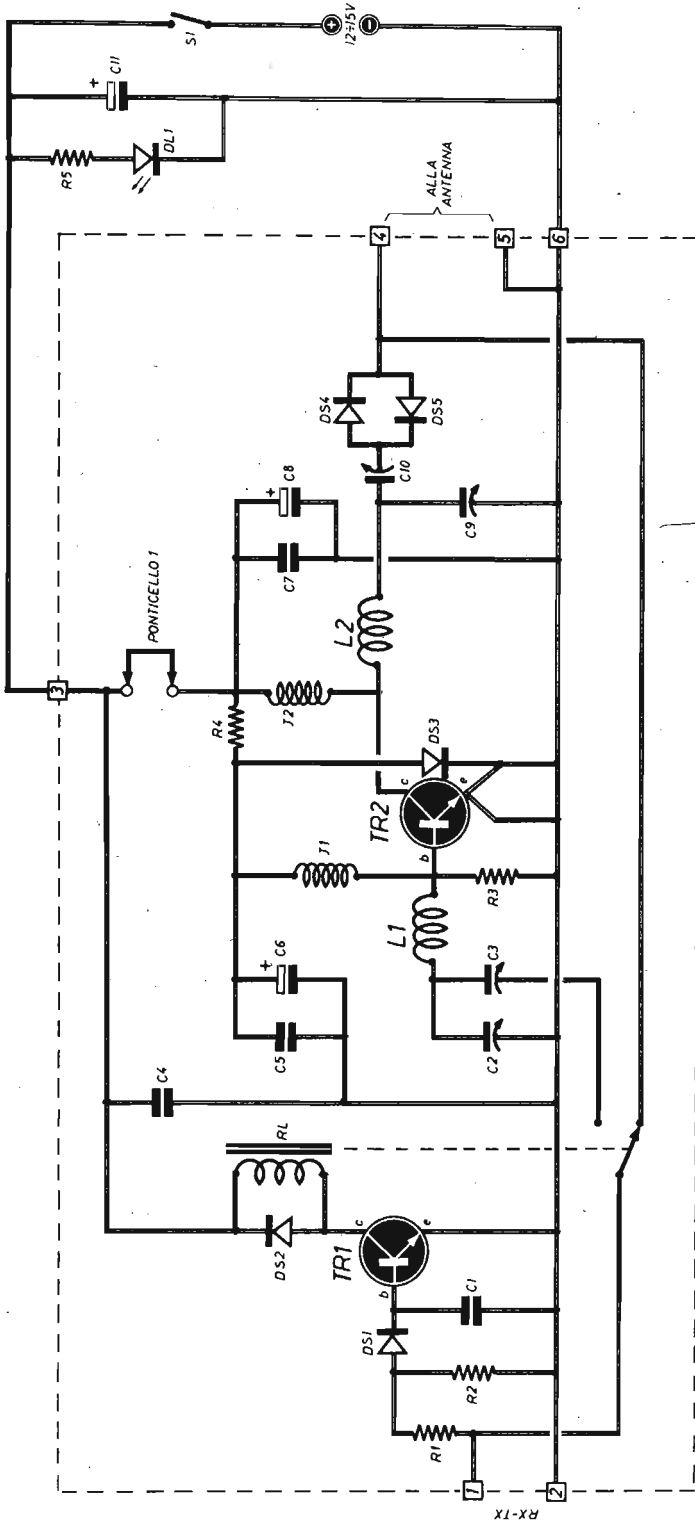 S1
12÷15V
+
C11
R5
DL1
ALLA
ANTENNA
3
4
5
6
PONTICELLO 1
DS4
DS5
C10
C9
+
C8
C7
L2
R4
J2
DS3
c
e
b
TR2
J1
R3
L1
+
C6
C5
C3
C2
C4
RL
DS2
c
e
b
TR1
DS1
C1
R2
R1
1
2
RX-TX